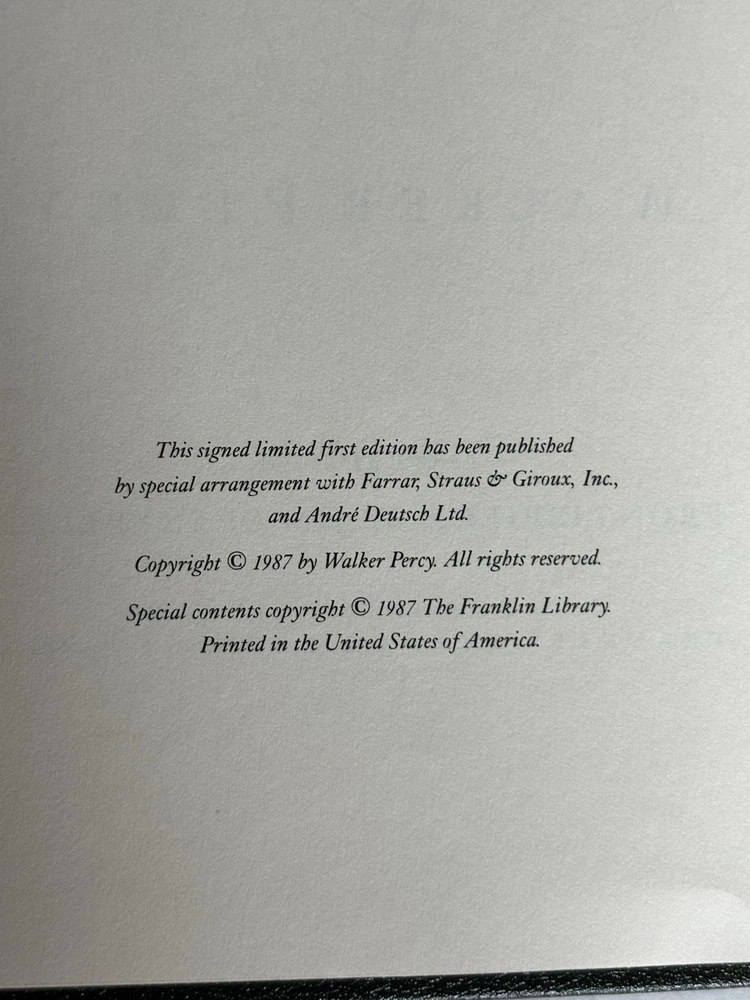 This signed limited first edition has been published
by special arrangement with Farrar, Straus & Giroux, Inc.,
and André Deutsch Ltd.
Copyright © 1987 by Walker Percy. All rights reserved.
Special contents copyright © 1987 The Franklin Library.
Printed in the United States of America.